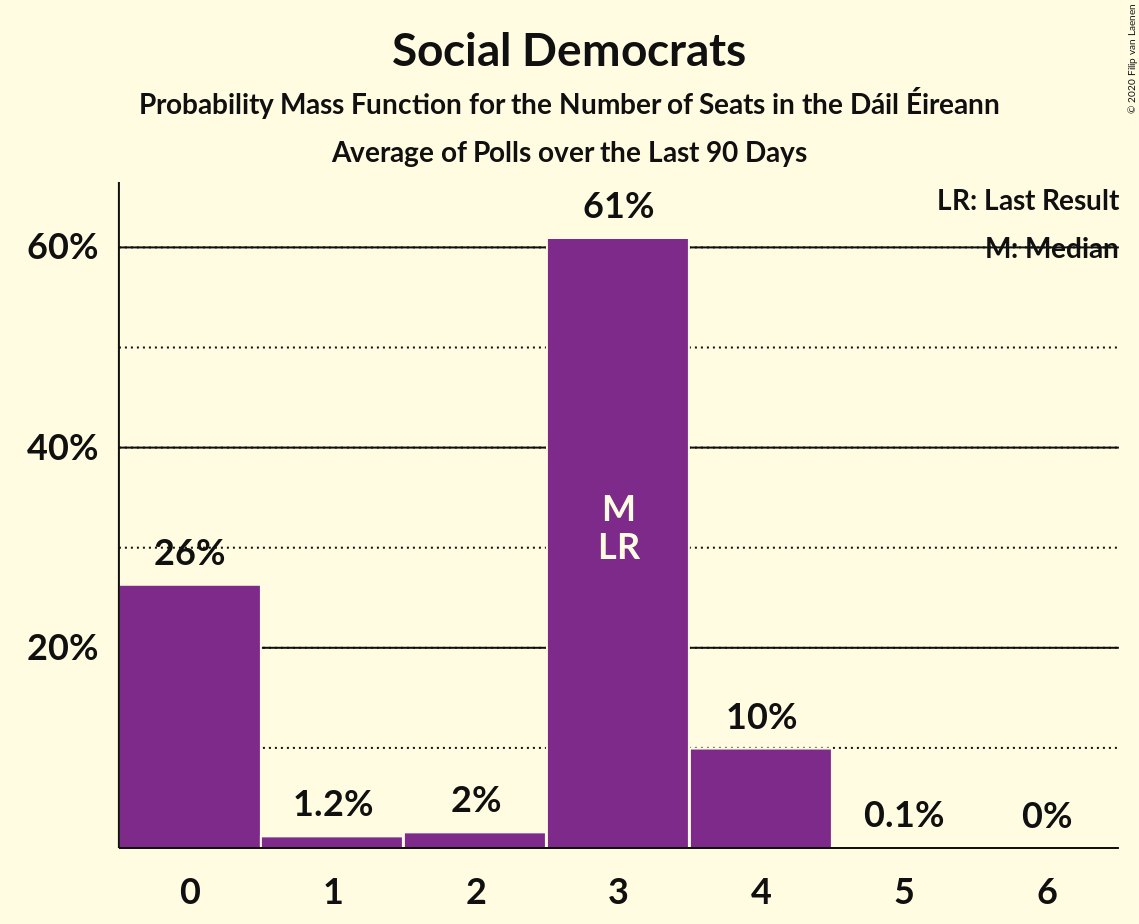 Social Democrats
Probability Mass Function for the Number of Seats in the Dáil Éireann
Average of Polls over the Last 90 Days
© 2020 Filip van Laenen
LR: Last Result
M: Median
60%
40%
20%
26%
1.2%
2%
61%
M
LR
10%
0.1%
0%
0 1 2 3 4 5 6